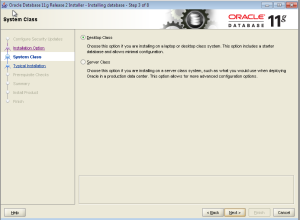 Oracle Database 11g Release 2 Installer - Installing database - Step 3 of 8
System Class
ORACLE
DATABASE
11g
Configure Security Updates
Installation Option
System Class
Typical Installation
Prerequisite Checks
Summary
Install Product
Finish
Desktop Class
Choose this option if you are installing on a laptop or desktop class system. This option includes a starter
database and allows minimal configuration.
Server Class
Choose this option if you are installing on a server class system, such as what you would use when deploying
Oracle in a production data center. This option allows for more advanced configuration options.
Help
< Back
Next >
Finish
Cancel